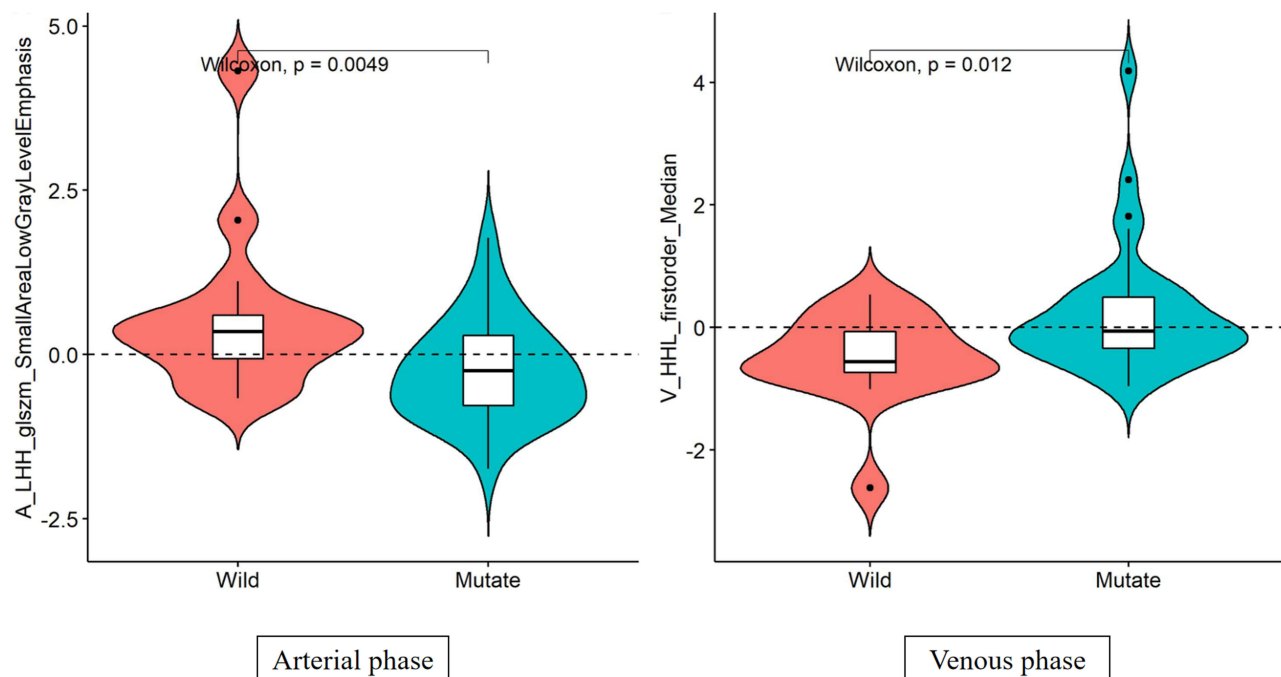 A_LHH_glszm_SmallAreaLowGrayLevelEmphasis
5.0
2.5
0.0
-2.5
Wilcoxon, p = 0.0049
Wild Mutate
Arterial phase
V_HHL_firstorder_Median
4
2
0
-2
Wilcoxon, p = 0.012
Wild Mutate
Venous phase